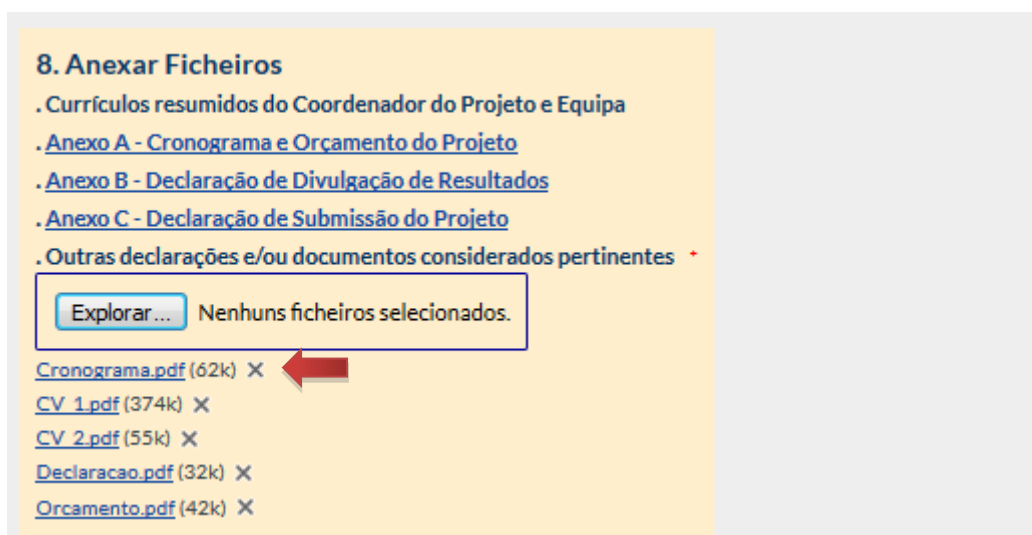 8. Anexar Ficheiros
. Currículos resumidos do Coordenador do Projeto e Equipa
. Anexo A - Cronograma e Orçamento do Projeto
. Anexo B - Declaração de Divulgação de Resultados
. Anexo C - Declaração de Submissão do Projeto
. Outras declarações e/ou documentos considerados pertinentes *
Explorar... Nenhuns ficheiros selecionados.
Cronograma.pdf (62k) X
CV_1.pdf (374k) X
CV_2.pdf (55k) X
Declaracao.pdf (32k) X
Orcamento.pdf (42k) X